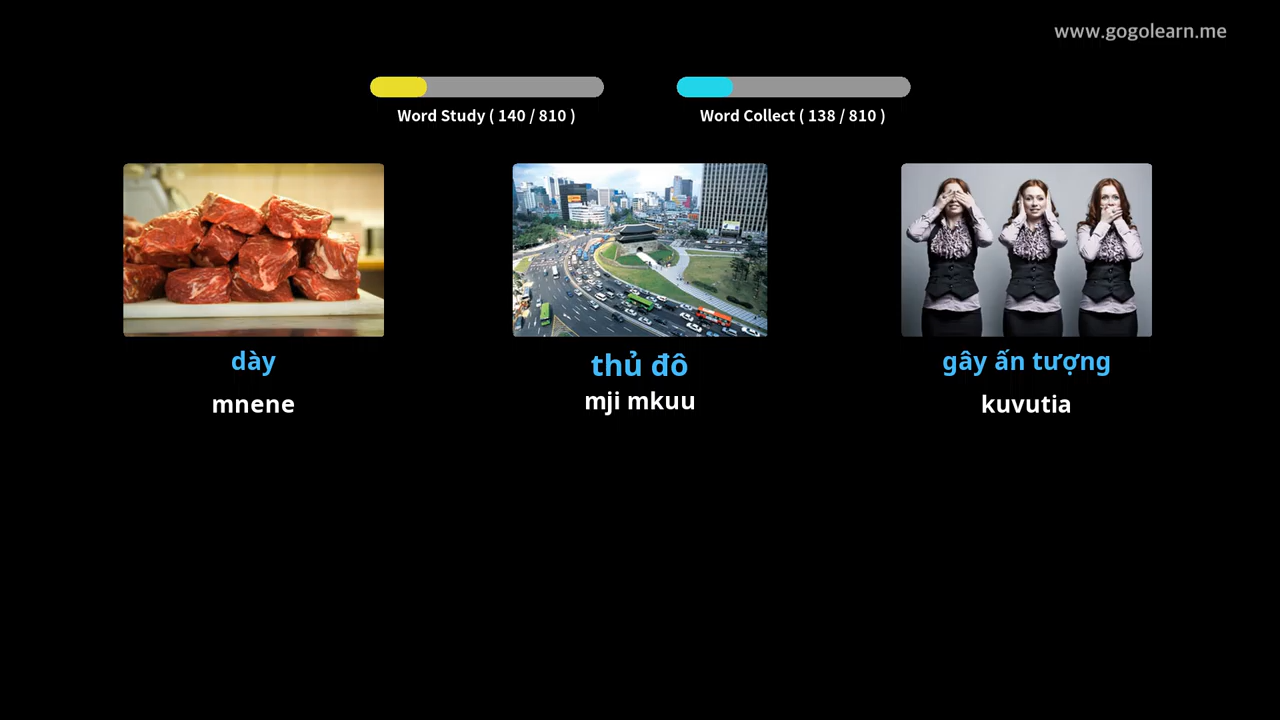 www.gogolearn.me
Word Study ( 140 / 810 )
Word Collect ( 138 / 810 )
dày
thủ đô
gây ấn tượng
mnene
mji mkuu
kuvutia